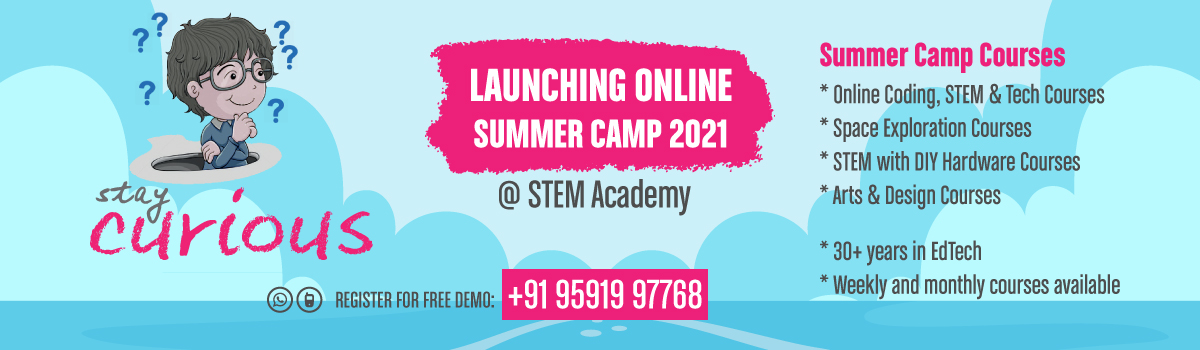 stay
curious
LAUNCHING ONLINE
SUMMER CAMP 2021
@ STEM Academy
REGISTER FOR FREE DEMO: +91 95919 97768
Summer Camp Courses
* Online Coding, STEM & Tech Courses
* Space Exploration Courses
* STEM with DIY Hardware Courses
* Arts & Design Courses
* 30+ years in EdTech
* Weekly and monthly courses available